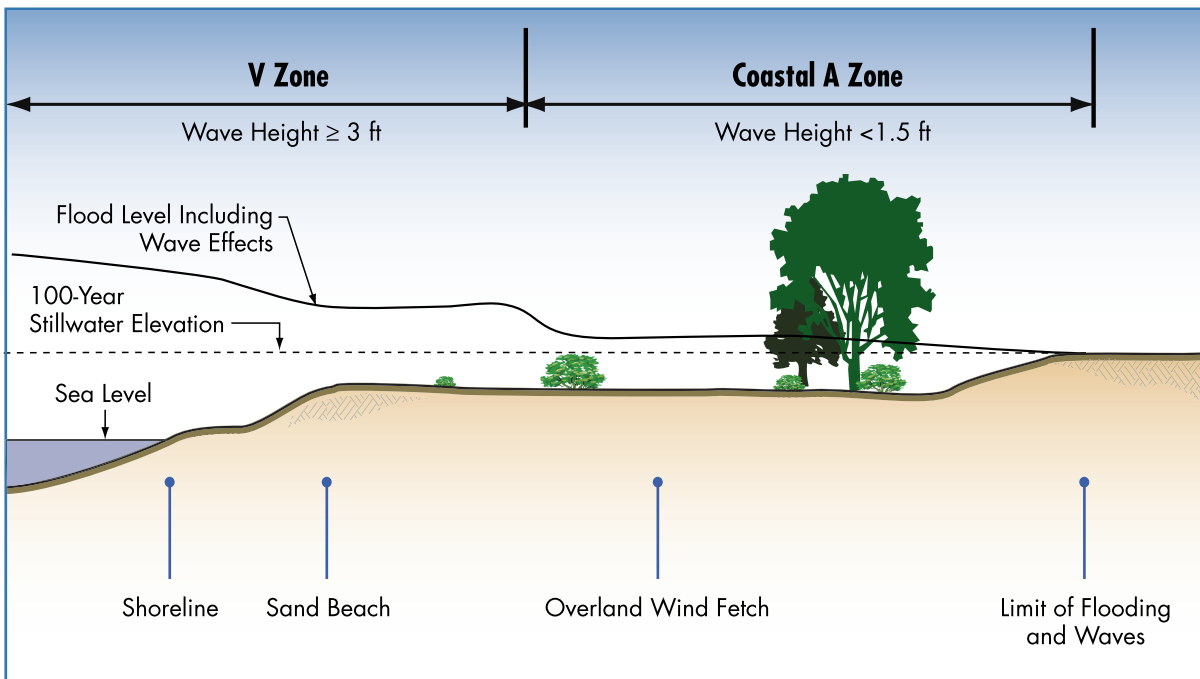 V Zone
Coastal A Zone
Wave Height ≥ 3 ft
Wave Height <1.5 ft
Flood Level Including
Wave Effects
100-Year
Stillwater Elevation
Sea Level
Shoreline
Sand Beach
Overland Wind Fetch
Limit of Flooding
and Waves